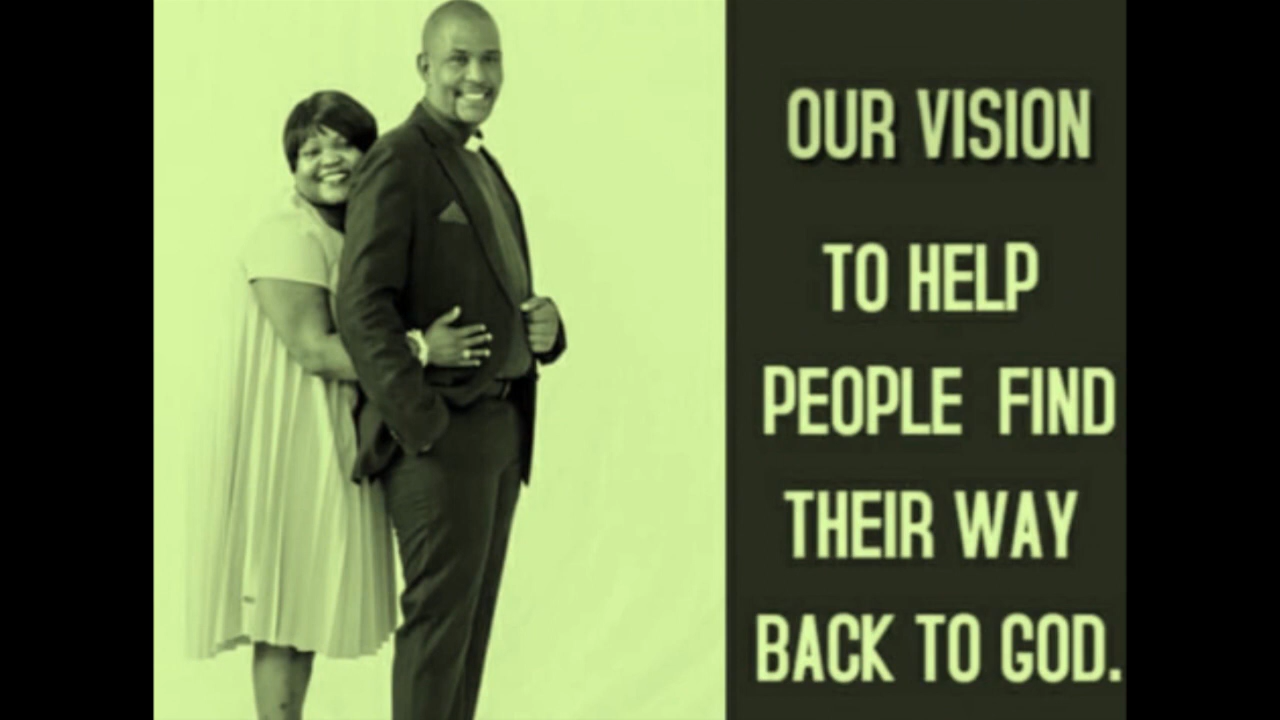 OUR VISION
TO HELP
PEOPLE FIND
THEIR WAY
BACK TO GOD.